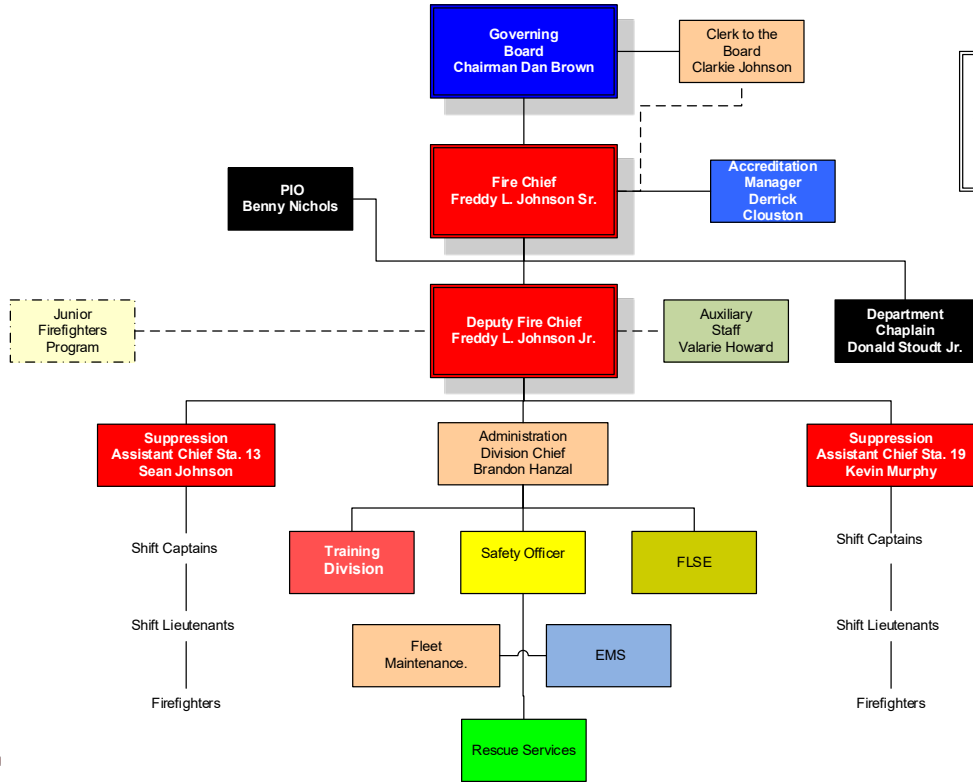 Governing
Board
Chairman Dan Brown
Clerk to the
Board
Clarkie Johnson
PIO
Benny Nichols
Fire Chief
Freddy L. Johnson Sr.
Accreditation
Manager
Derrick
Clouston
Junior
Firefighters
Program
Deputy Fire Chief
Freddy L. Johnson Jr.
Auxiliary
Staff
Valarie Howard
Department
Chaplain
Donald Stoudt Jr.
Suppression
Assistant Chief Sta. 13
Sean Johnson
Administration
Division Chief
Brandon Hanzal
Suppression
Assistant Chief Sta. 19
Kevin Murphy
Shift Captains
Shift Lieutenants
Firefighters
Training
Division
Safety Officer
FLSE
Fleet
Maintenance.
EMS
Rescue Services
Shift Captains
Shift Lieutenants
Firefighters